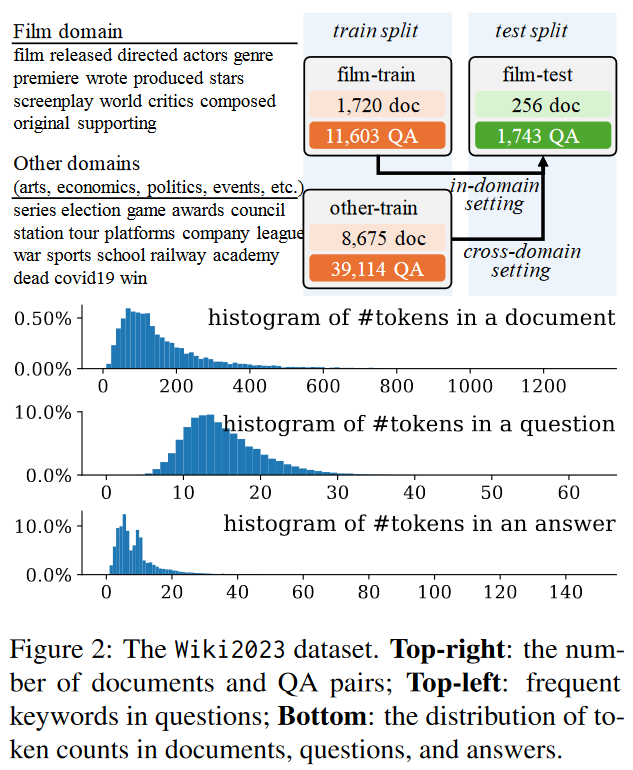 Film domain
film released directed actors genre
premiere wrote produced stars
screenplay world critics composed
original supporting
Other domains
(arts, economics, politics, events, etc.)
series election game awards council
station tour platforms company league
war sports school railway academy
dead covid19 win
train split
test split
film-train
1,720 doc
11,603 QA
film-test
256 doc
1,743 QA
in-domain
setting
other-train
8,675 doc
39,114 QA
cross-domain
setting
histogram of #tokens in a document
0.50%
0.00%
0 200 400 600 800 1000 1200
histogram of #tokens in a question
10.0%
0.0%
0 10 20 30 40 50 60
histogram of #tokens in an answer
10.0%
0.0%
0 20 40 60 80 100 120 140
Figure 2: The Wiki2023 dataset. Top-right: the num-
ber of documents and QA pairs; Top-left: frequent
keywords in questions; Bottom: the distribution of to-
ken counts in documents, questions, and answers.